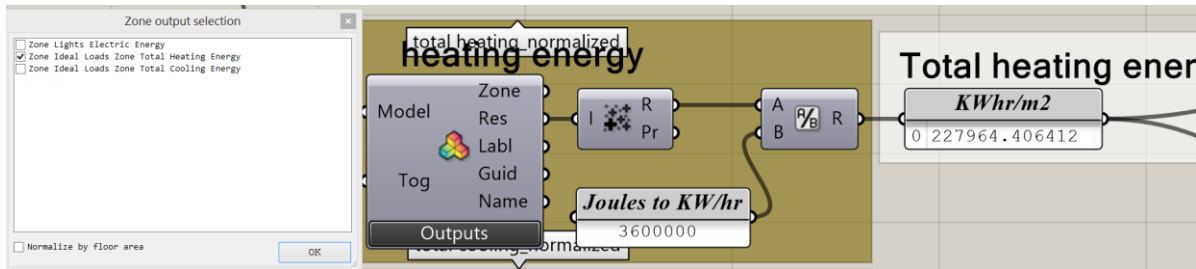 Zone output selection
Zone Lights Electric Energy
Zone Ideal Loads Zone Total Heating Energy
Zone Ideal Loads Zone Total Cooling Energy
Normalize by floor area
OK
total heating_normalized
heating energy
Model
Tog
Zone
Res
Labl
Guid
Name
Outputs
I
R
Pr
Joules to KW/hr
3600000
A
B
A/B
R
total cooling_normalized
Total heating ener
KWhr/m2
0 227964.406412